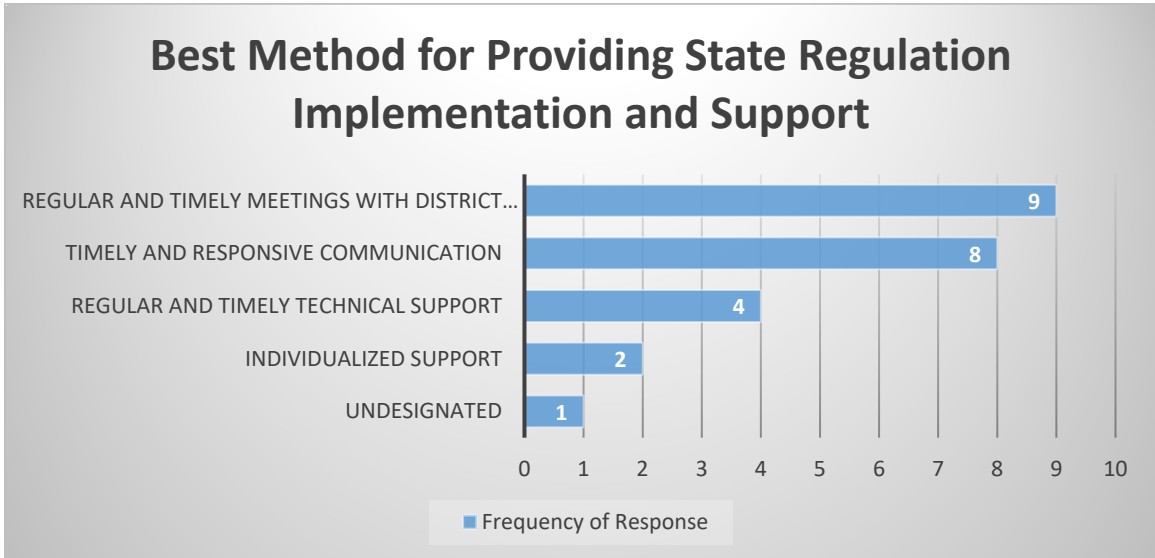 Best Method for Providing State Regulation
Implementation and Support
REGULAR AND TIMELY MEETINGS WITH DISTRICT…
9
TIMELY AND RESPONSIVE COMMUNICATION
8
REGULAR AND TIMELY TECHNICAL SUPPORT
4
INDIVIDUALIZED SUPPORT
2
UNDESIGNATED
1
0 1 2 3 4 5 6 7 8 9 10
Frequency of Response